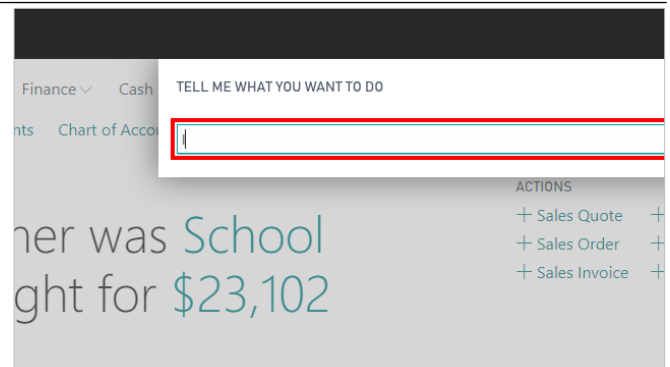 Finance Cash
TELL ME WHAT YOU WANT TO DO
nts Chart of Accou
ACTIONS
+ Sales Quote +
+ Sales Order +
+ Sales Invoice +
ner was School
ght for $23,102